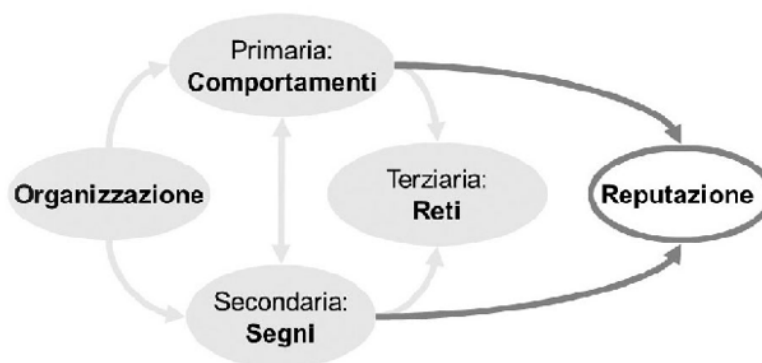 Primaria:
Comportamenti
Organizzazione
Terziaria:
Reti
Reputazione
Secondaria:
Segni